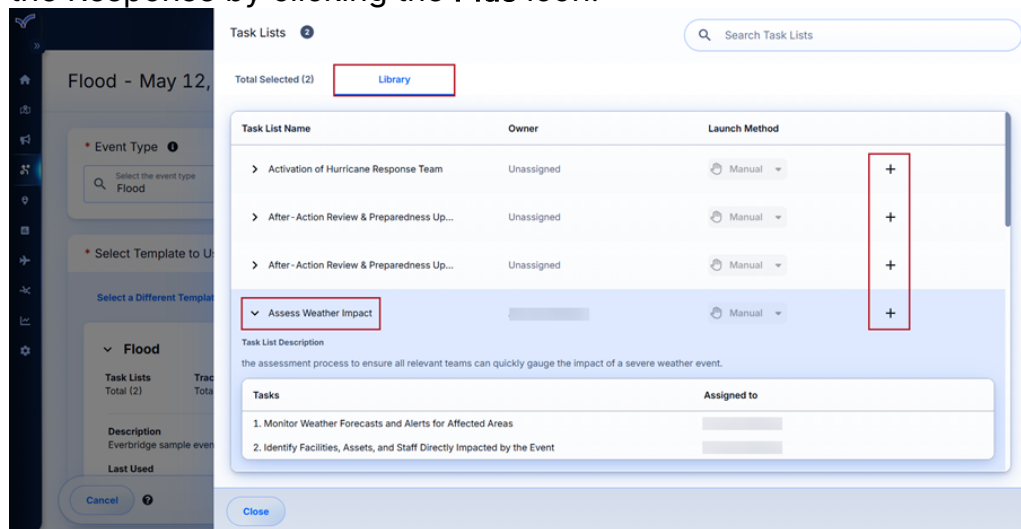 the Response by clicking the Plus icon.
Task Lists 2
Search Task Lists
Flood - May 12,
Total Selected (2) Library
Task List Name Owner Launch Method
* Event Type
Select the event type
Flood
Activation of Hurricane Response Team Unassigned Manual +
After-Action Review & Preparedness Up... Unassigned Manual +
* Select Template to U
After-Action Review & Preparedness Up... Unassigned Manual +
Select a Different Templat
Assess Weather Impact Manual +
Flood
Task List Description
the assessment process to ensure all relevant teams can quickly gauge the impact of a severe weather event.
Task Lists Trac
Total (2) Tota
Tasks Assigned to
1. Monitor Weather Forecasts and Alerts for Affected Areas
Description
Everbridge sample even
2. Identify Facilities, Assets, and Staff Directly Impacted by the Event
Last Used
Cancel
Close